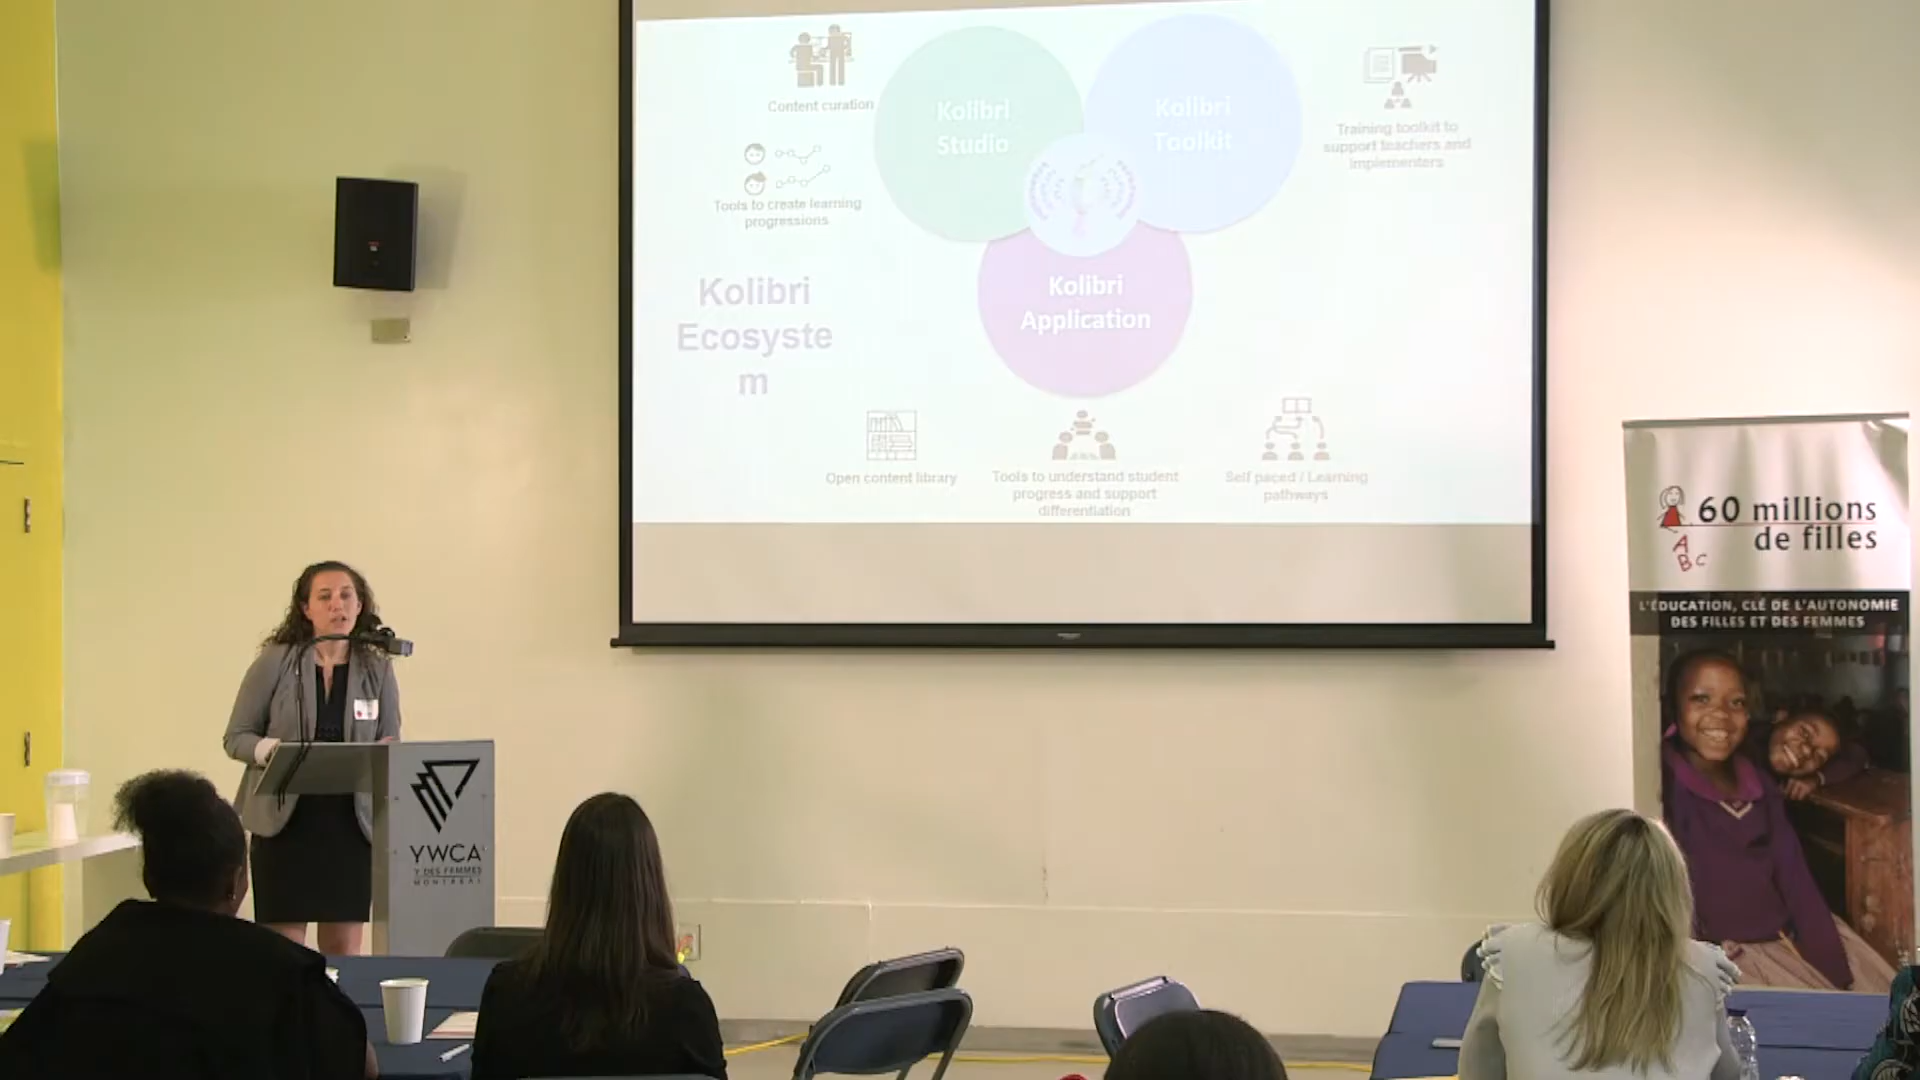 Content curation
Tools to create learning
progressions
Kolibri
Ecosyste
m
Kolibri
Studio
Kolibri
Toolkit
Training toolkit to
support teachers and
implementers
Kolibri
Application
Open content library
Tools to understand student
progress and support
differentiation
Self paced / Learning
pathways
60 millions
de filles
A
B C
L'ÉDUCATION, CLÉ DE L'AUTONOMIE
DES FILLES ET DES FEMMES
YWCA
Y DES FEMMES
MONTRÉAL